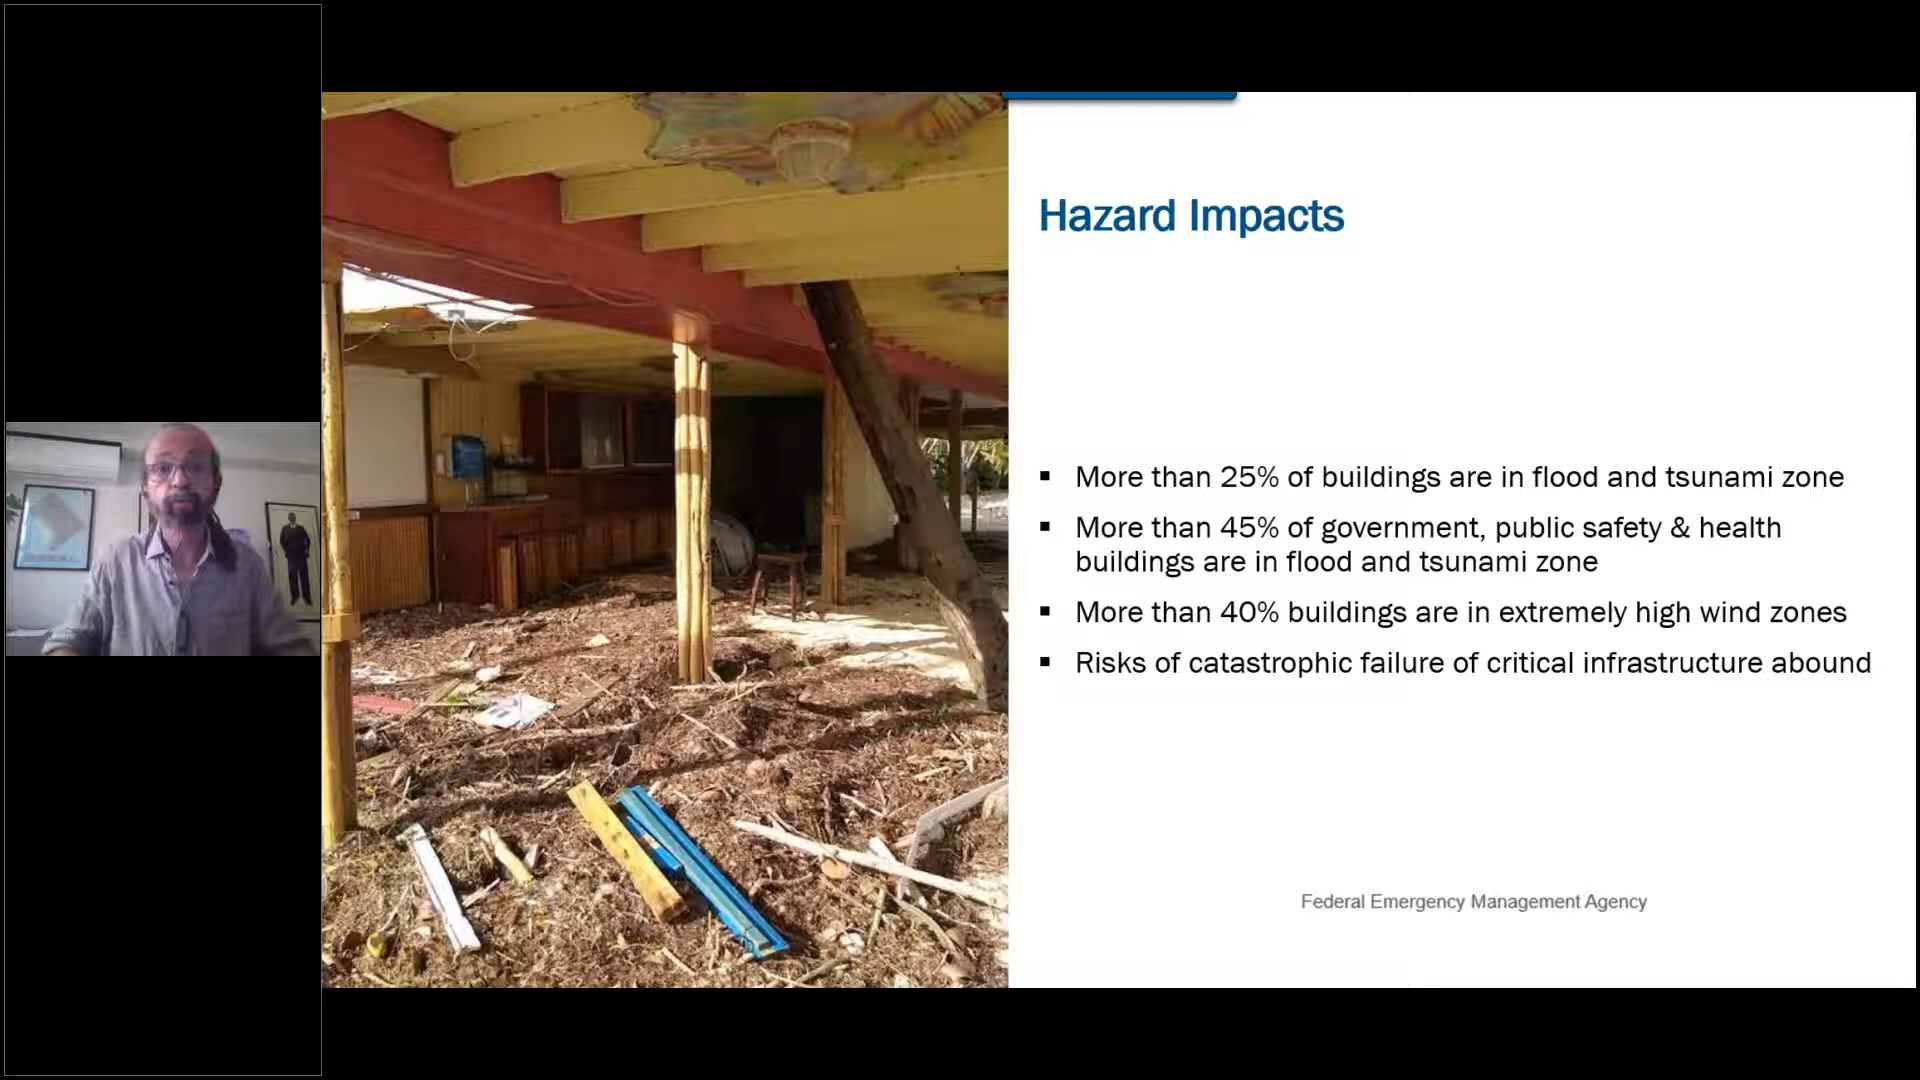 Hazard Impacts
▪ More than 25% of buildings are in flood and tsunami zone
▪ More than 45% of government, public safety & health
buildings are in flood and tsunami zone
▪ More than 40% buildings are in extremely high wind zones
▪ Risks of catastrophic failure of critical infrastructure abound
Federal Emergency Management Agency